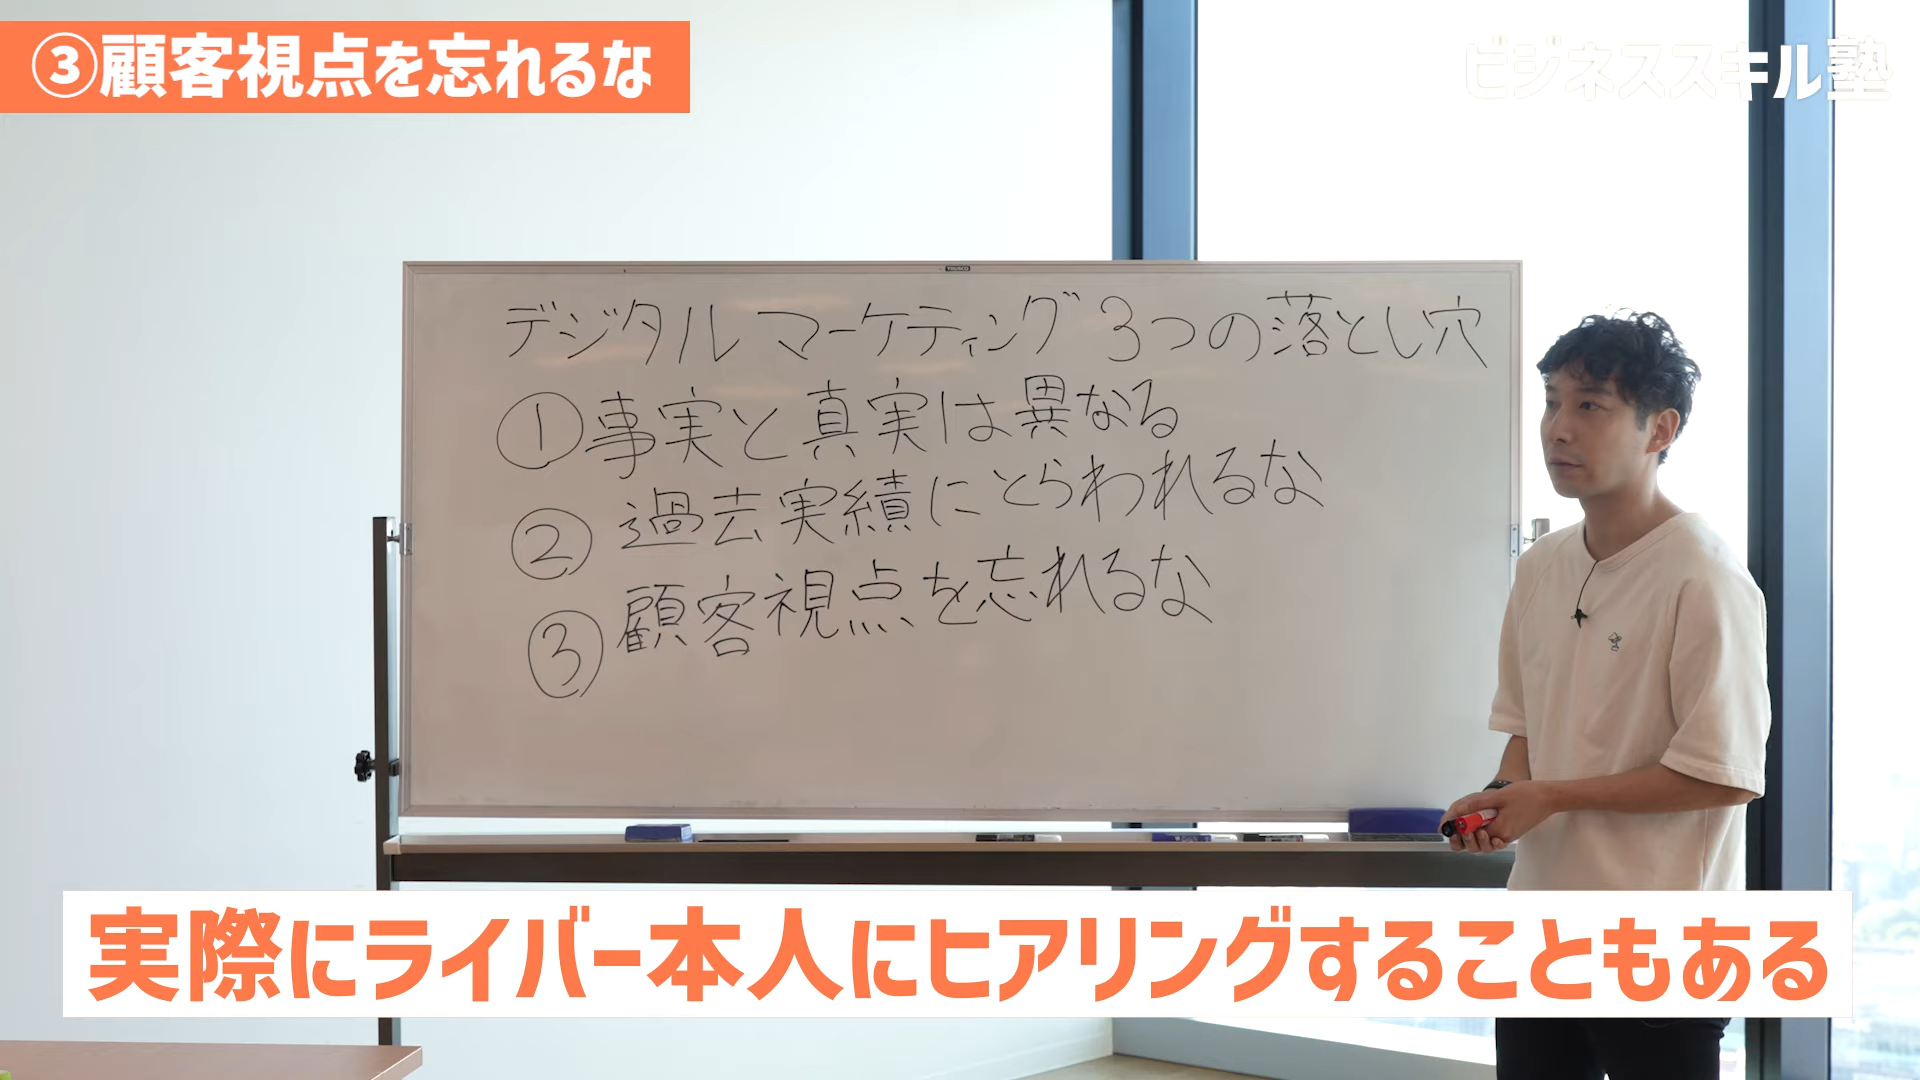 ③顧客視点を忘れるな
ビジネススキル塾
TRUSCO
デジタルマーケティング 3つの落とし穴
① 事実と真実は異なる
② 過去実績にとらわれるな
③ 顧客視点を忘れるな
実際にライバー本人にヒアリングすることもある